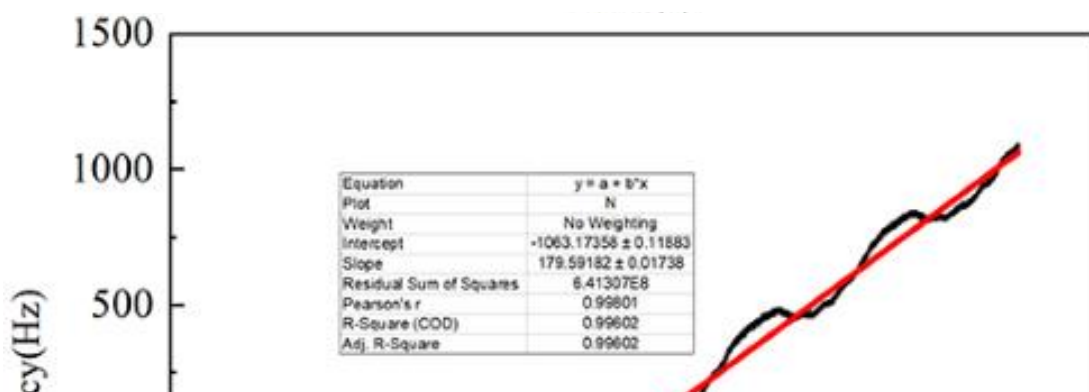 1500
1000
500
cy(Hz)
Equation y = a + b*x
Plot N
Weight No Weighting
Intercept -1063.17358 ± 0.11883
Slope 179.59182 ± 0.01738
Residual Sum of Squares 6.41307E8
Pearson's r 0.99801
R-Square (COD) 0.99602
Adj. R-Square 0.99602